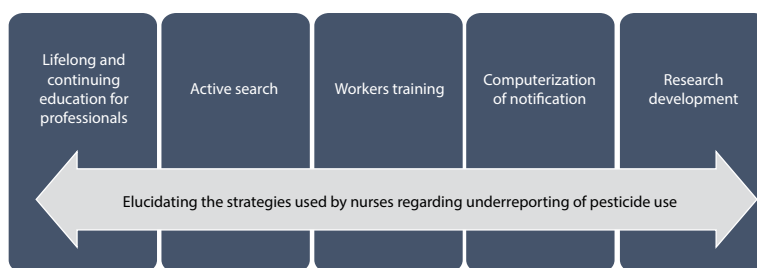 Lifelong and
continuing
education for
professionals
Active search
Workers training
Computerization
of notification
Research
development
Elucidating the strategies used by nurses regarding underreporting of pesticide use